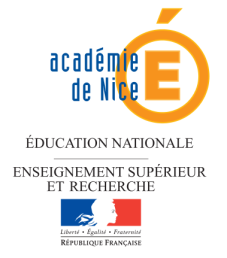 académie
de Nice
É
ÉDUCATION NATIONALE
ENSEIGNEMENT SUPÉRIEUR
ET RECHERCHE
Liberté • Égalité • Fraternité
RÉPUBLIQUE FRANÇAISE